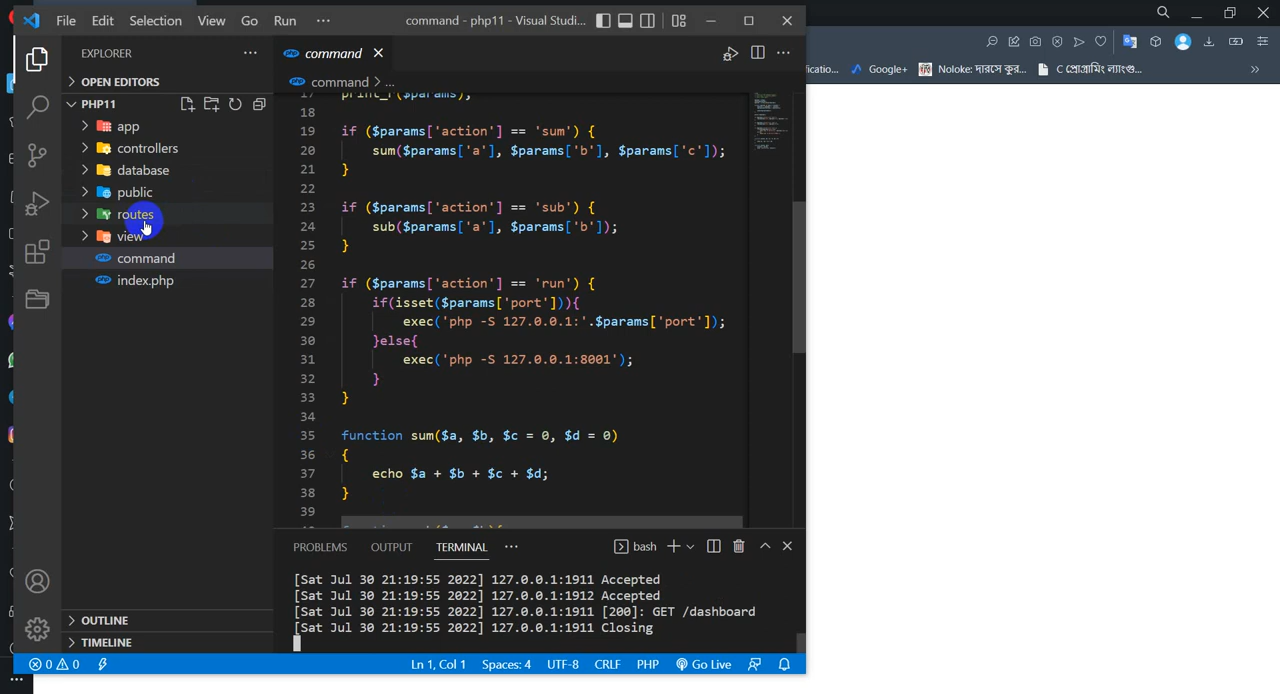 File Edit Selection View Go Run ··· command - php11 - Visual Studi...
EXPLORER
OPEN EDITORS
PHP11
app
controllers
database
public
routes
view
command
index.php
OUTLINE
TIMELINE
command
command > ...
17 print_r($params);
18
19 if ($params['action'] == 'sum') {
20 sum($params['a'], $params['b'], $params['c']);
21 }
22
23 if ($params['action'] == 'sub') {
24 sub($params['a'], $params['b']);
25 }
26
27 if ($params['action'] == 'run') {
28 if(isset($params['port'])){
29 exec('php -S 127.0.0.1:'.$params['port']);
30 }else{
31 exec('php -S 127.0.0.1:8001');
32 }
33 }
34
35 function sum($a, $b, $c = 0, $d = 0)
36 {
37 echo $a + $b + $c + $d;
38 }
39
PROBLEMS OUTPUT TERMINAL ··· bash
[Sat Jul 30 21:19:55 2022] 127.0.0.1:1911 Accepted
[Sat Jul 30 21:19:55 2022] 127.0.0.1:1912 Accepted
[Sat Jul 30 21:19:55 2022] 127.0.0.1:1911 [200]: GET /dashboard
[Sat Jul 30 21:19:55 2022] 127.0.0.1:1911 Closing
0 0 Ln 1, Col 1 Spaces: 4 UTF-8 CRLF PHP Go Live
ficatio... Google+ Noloke: দারসে কুর... C প্রোগ্রামিং ল্যাংগু... »